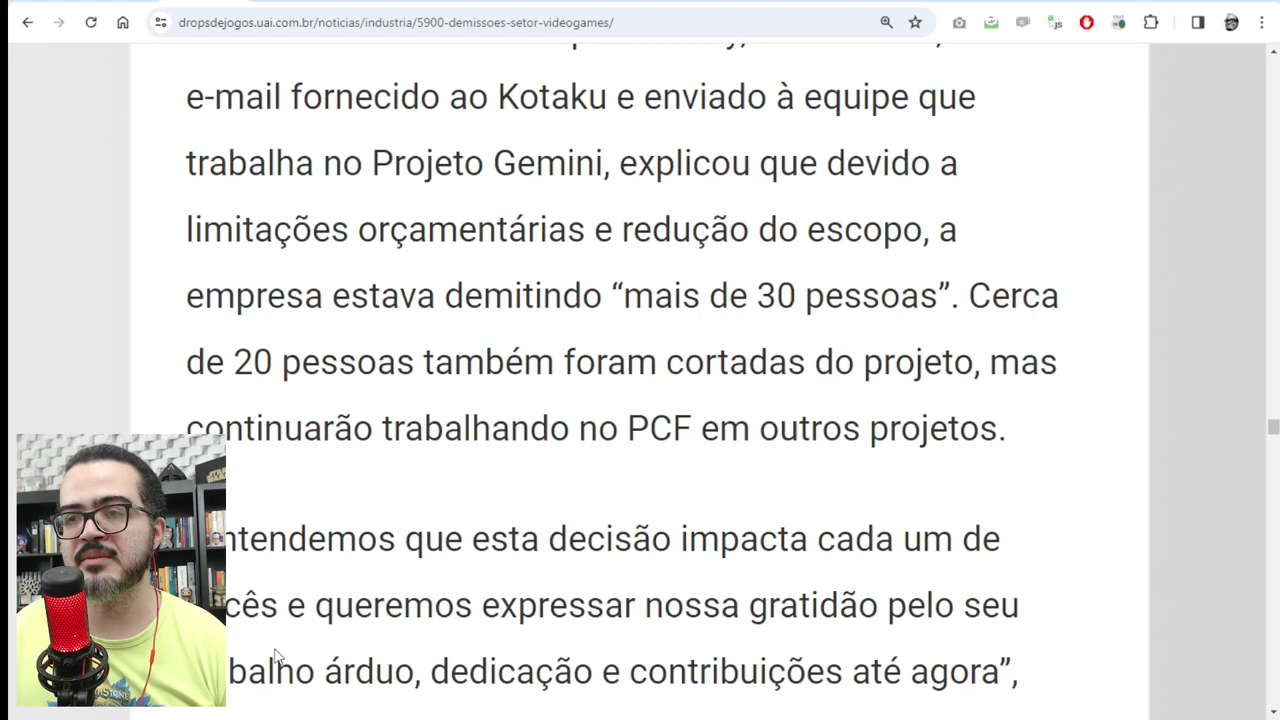 dropsdejogos.uai.com.br/noticias/industria/5900-demissoes-setor-videogames/
e-mail fornecido ao Kotaku e enviado à equipe que
trabalha no Projeto Gemini, explicou que devido a
limitações orçamentárias e redução do escopo, a
empresa estava demitindo “mais de 30 pessoas”. Cerca
de 20 pessoas também foram cortadas do projeto, mas
continuarão trabalhando no PCF em outros projetos.
ntendemos que esta decisão impacta cada um de
cês e queremos expressar nossa gratidão pelo seu
balho árduo, dedicação e contribuições até agora”,
STAR
WARS